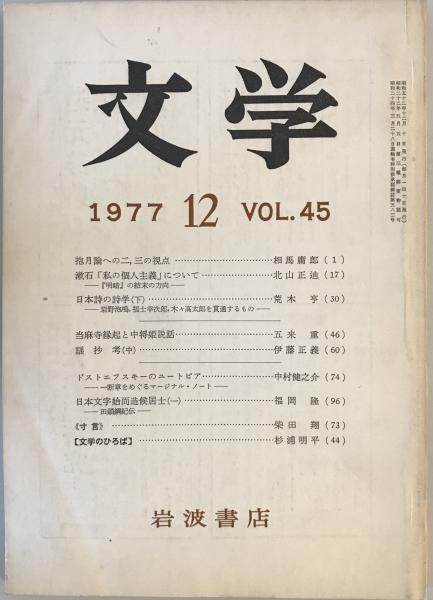 文学
1977 12 VOL.45
抱月論への二,三の視点 相馬庸郎 (1)
漱石「私の個人主義」について 北山正迪 (17)
——『明暗』の結末の方向——
日本詩の詩学(下) 荒木亨 (30)
——岩野泡鳴,福士幸次郎,木々高太郎を貫通するもの——
当麻寺縁起と中将姫説話 五来重 (46)
謡抄考(中) 伊藤正義 (60)
ドストエフスキーのユートピア 中村健之介 (74)
——一断章をめぐるマージナル・ノート——
日本文字始而造候居士(一) 福岡隆 (96)
——田鎖綱紀伝——
《寸言》 柴田翔 (73)
【文学のひろば】 杉浦明平 (44)
岩波書店